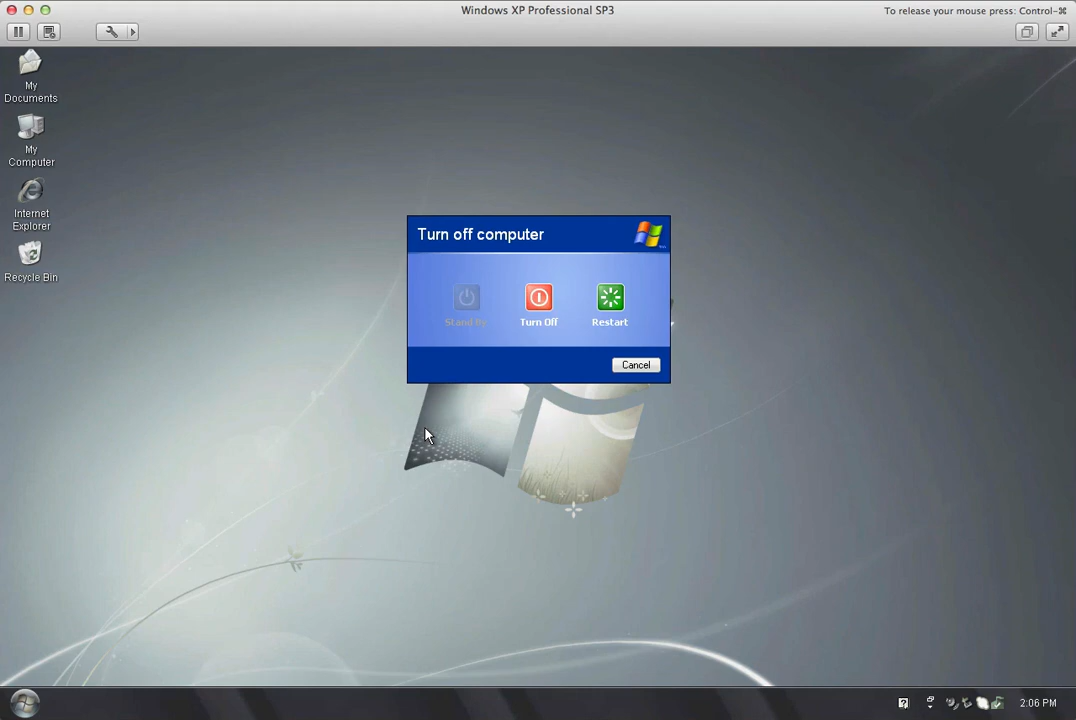 Windows XP Professional SP3
To release your mouse press: Control-⌘
My
Documents
My
Computer
Internet
Explorer
Recycle Bin
Turn off computer
Stand By
Turn Off
Restart
Cancel
2:06 PM